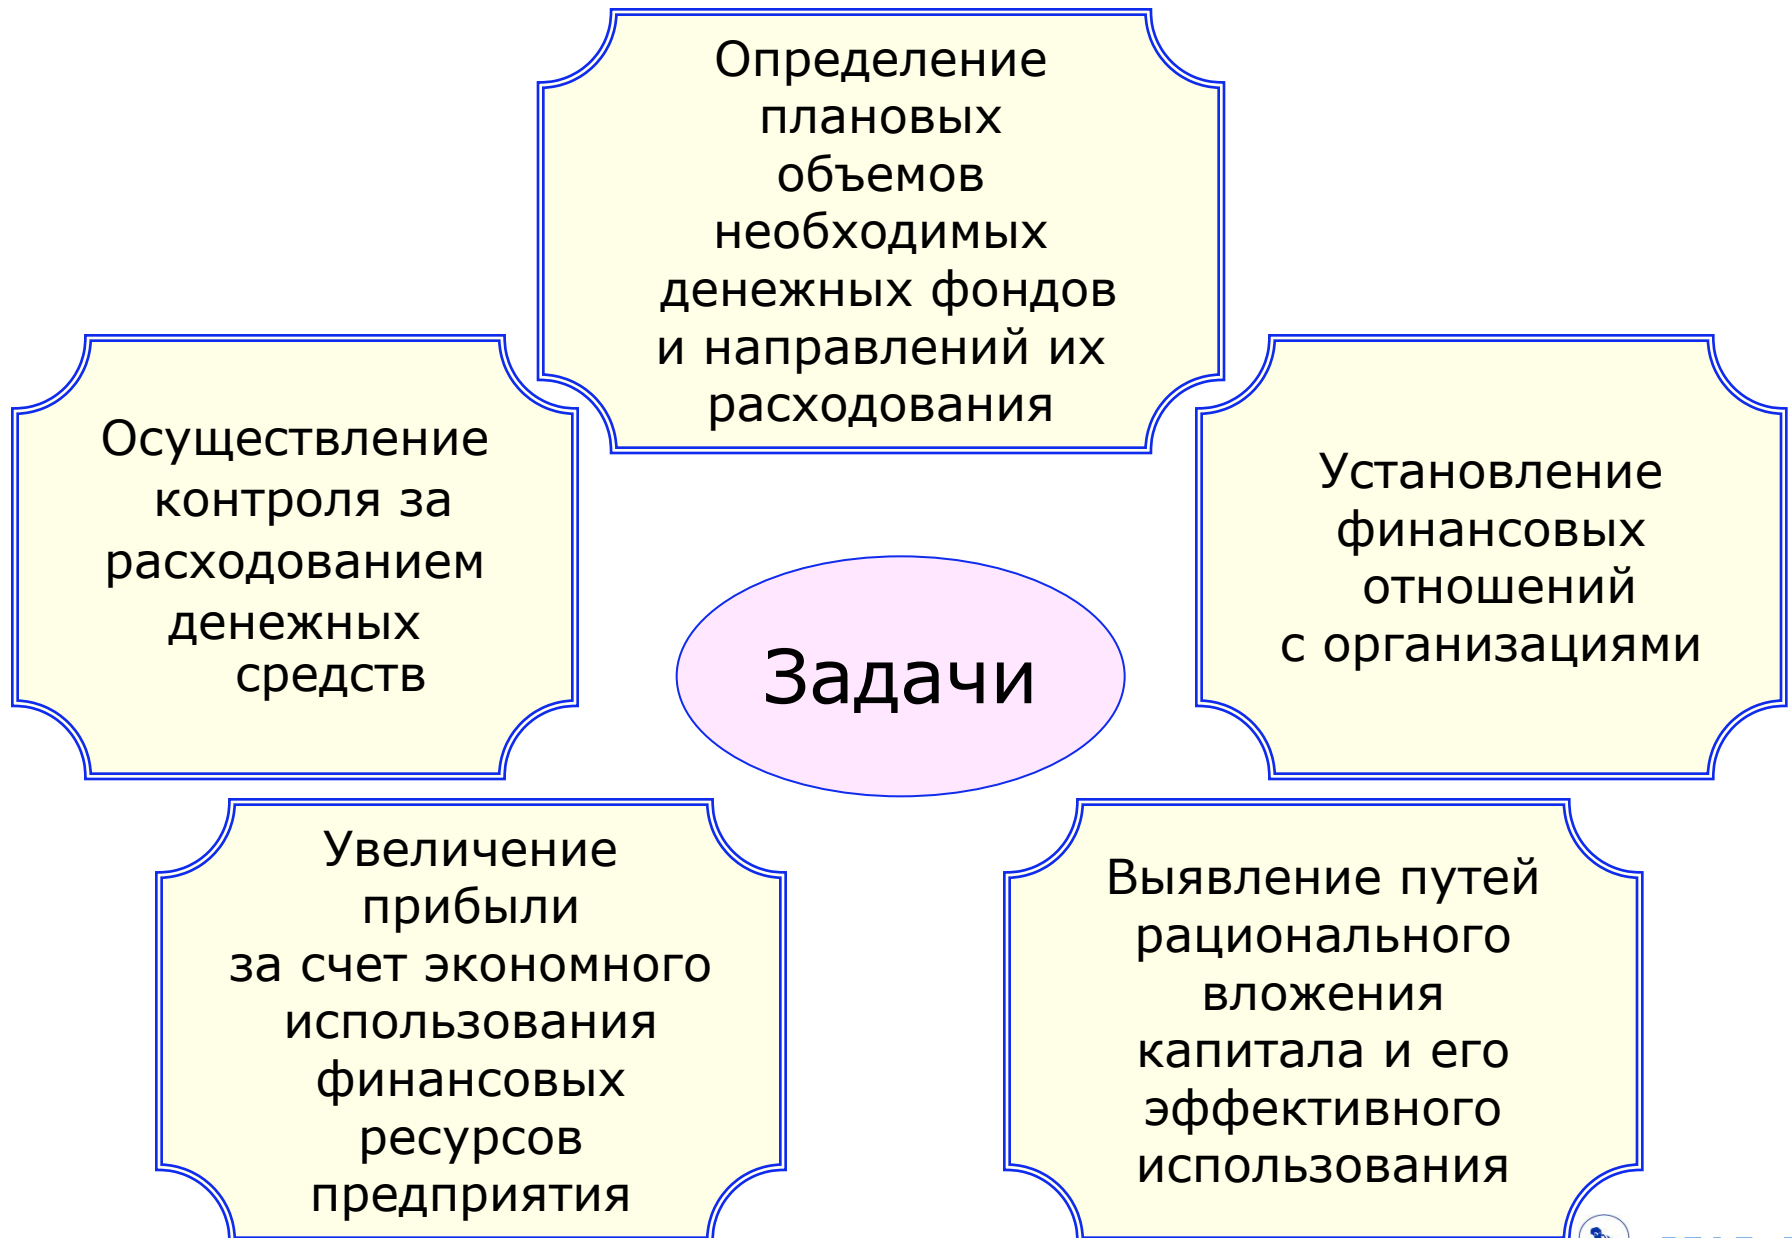 Определение
плановых
объемов
необходимых
денежных фондов
и направлений их
расходования
Осуществление
контроля за
расходованием
денежных
средств
Установление
финансовых
отношений
с организациями
Задачи
Увеличение
прибыли
за счет экономного
использования
финансовых
ресурсов
предприятия
Выявление путей
рационального
вложения
капитала и его
эффективного
использования